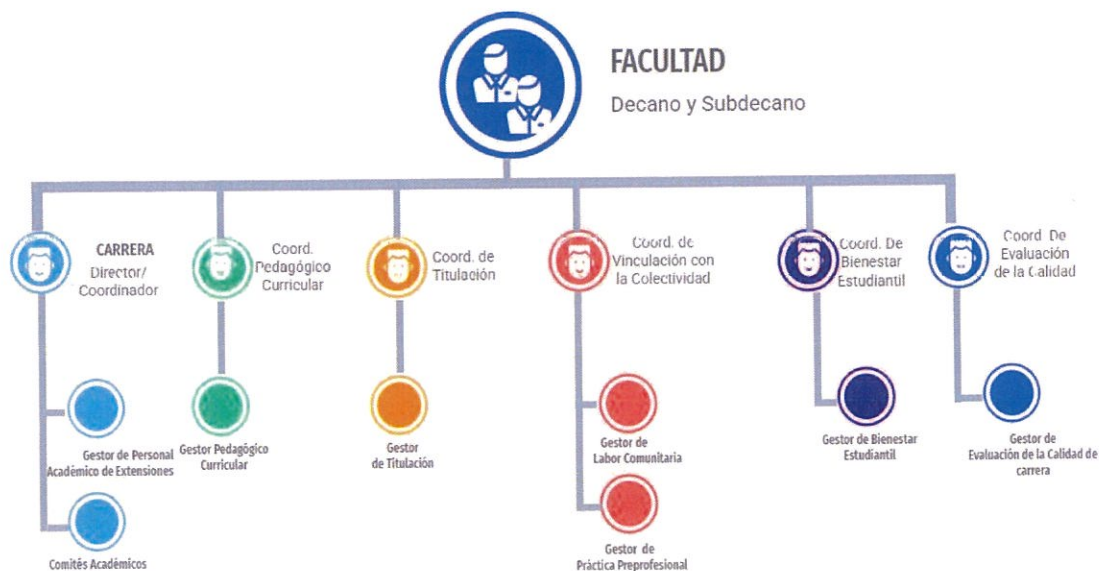 FACULTAD
Decano y Subdecano
CARRERA
Director/
Coordinador
Coord.
Pedagógico
Curricular
Coord. de
Titulación
Coord. de
Vinculación con
la Colectividad
Coord. De
Bienestar
Estudiantil
Coord. De
Evaluación
de la Calidad
Gestor de Personal
Académico de Extensiones
Gestor Pedagógico
Curricular
Gestor
de Titulación
Gestor de
Labor Comunitaria
Gestor de Bienestar
Estudiantil
Gestor de
Evaluación de la Calidad de
carrera
Comités Académicos
Gestor de
Práctica Preprofesional